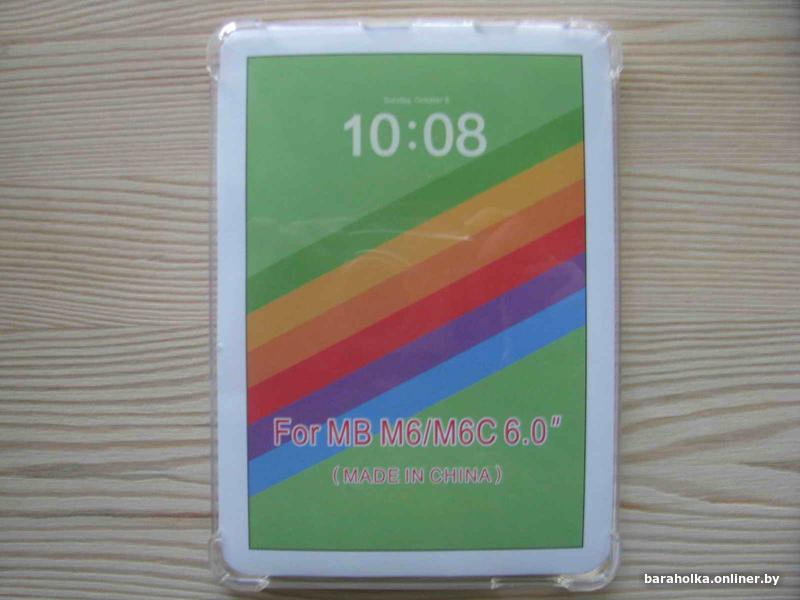 10:08
For MB M6/M6C 6.0"
(MADE IN CHINA)
baraholka.onliner.by